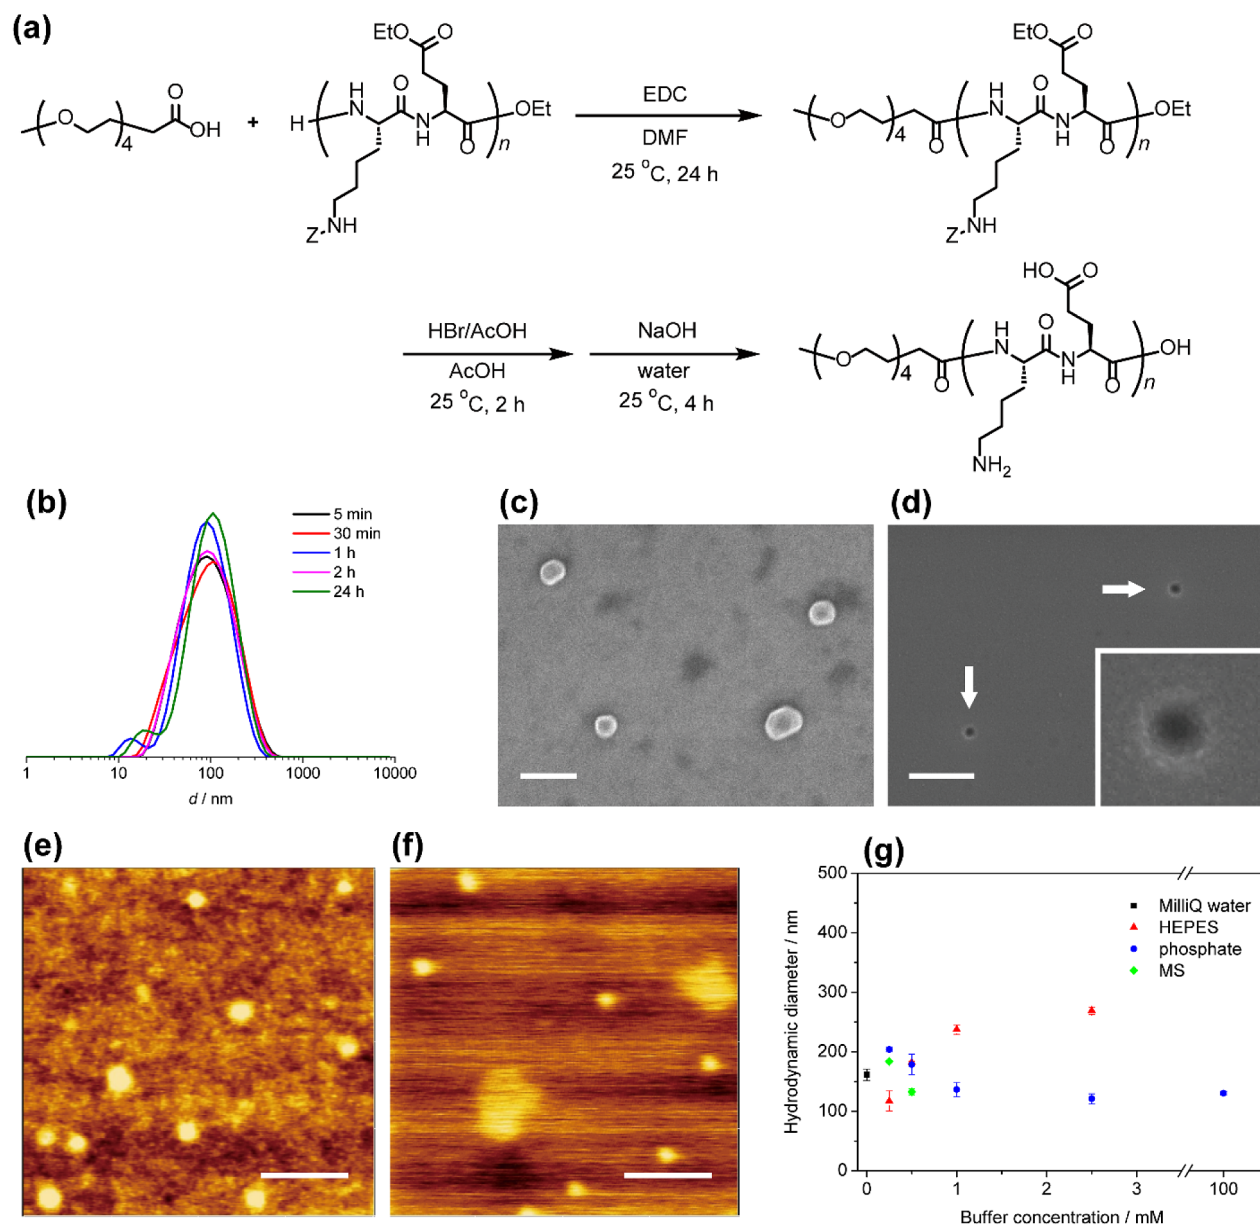 (a)
EtO
O
O
O
OH
4
+
H
H
N
O
N
H
O
OEt
n
NH
Z
EDC
DMF
25 °C, 24 h
EtO
O
O
4
O
H
N
O
N
H
O
OEt
n
NH
Z
HBr/AcOH
AcOH
25 °C, 2 h
NaOH
water
25 °C, 4 h
HO
O
O
4
O
H
N
O
N
H
O
OH
n
NH2
(b)
5 min
30 min
1 h
2 h
24 h
1
10
100
1000
10000
d / nm
(c)
(d)
(e)
(f)
(g)
Hydrodynamic diameter / nm
500
400
300
200
100
0
MilliQ water
HEPES
phosphate
MS
0
1
2
3
100
Buffer concentration / mM